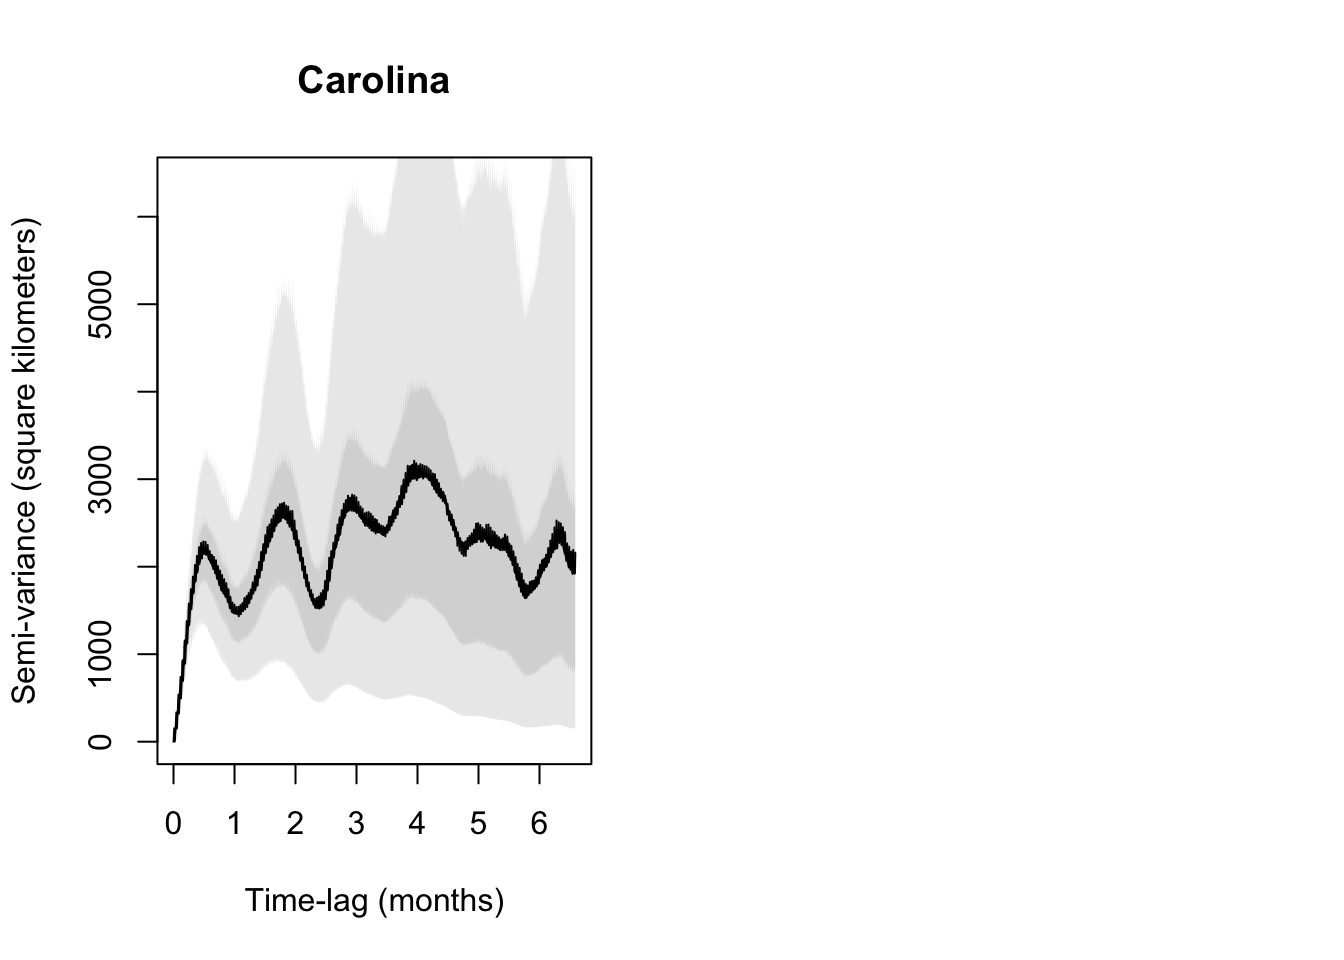 Carolina
Semi-variance (square kilometers)
5000
3000
1000
0
0 1 2 3 4 5 6
Time-lag (months)